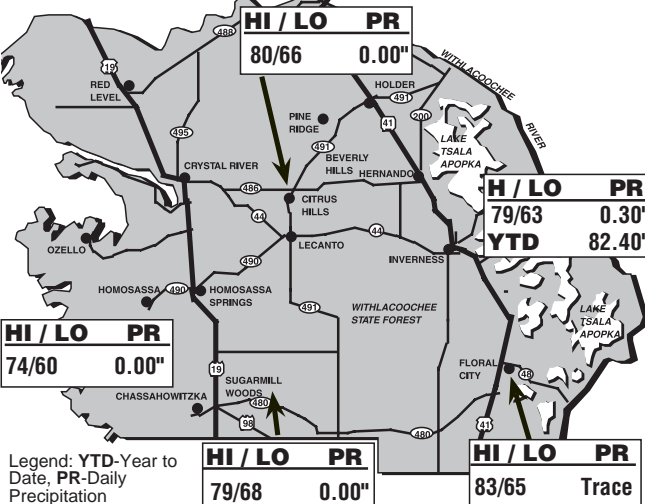 HI / LO PR
80/66 0.00"
488
19
RED
LEVEL
WITHLACOOCHEE
RIVER
HOLDER
491
200
41
PINE
RIDGE
495
491
LAKE
TSALA
APOPKA
BEVERLY
HILLS
HERNANDO
CRYSTAL RIVER
486
H / LO PR
79/63 0.30"
YTD 82.40"
CITRUS
HILLS
44
44
LECANTO
OZELLO
INVERNESS
490
HOMOSASSA
490
HOMOSASSA
SPRINGS
491
WITHLACOOCHEE
STATE FOREST
LAKE
TSALA
APOPKA
HI / LO PR
74/60 0.00"
19
FLORAL
CITY
48
SUGARMILL
WOODS
CHASSAHOWITZKA
480
98
480
41
HI / LO PR
79/68 0.00"
HI / LO PR
83/65 Trace
Legend: YTD-Year to
Date, PR-Daily
Precipitation